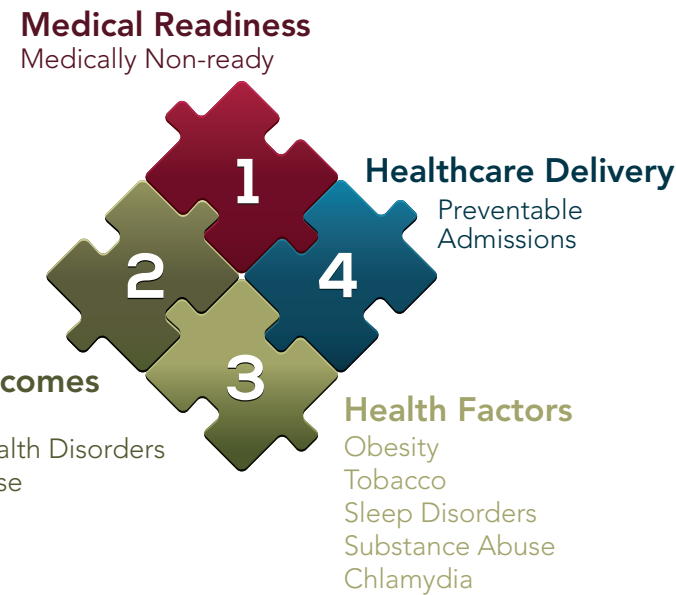 Medical Readiness
Medically Non-ready
1
Healthcare Delivery
Preventable
Admissions
2
4
3
comes
alth Disorders
se
Health Factors
Obesity
Tobacco
Sleep Disorders
Substance Abuse
Chlamydia